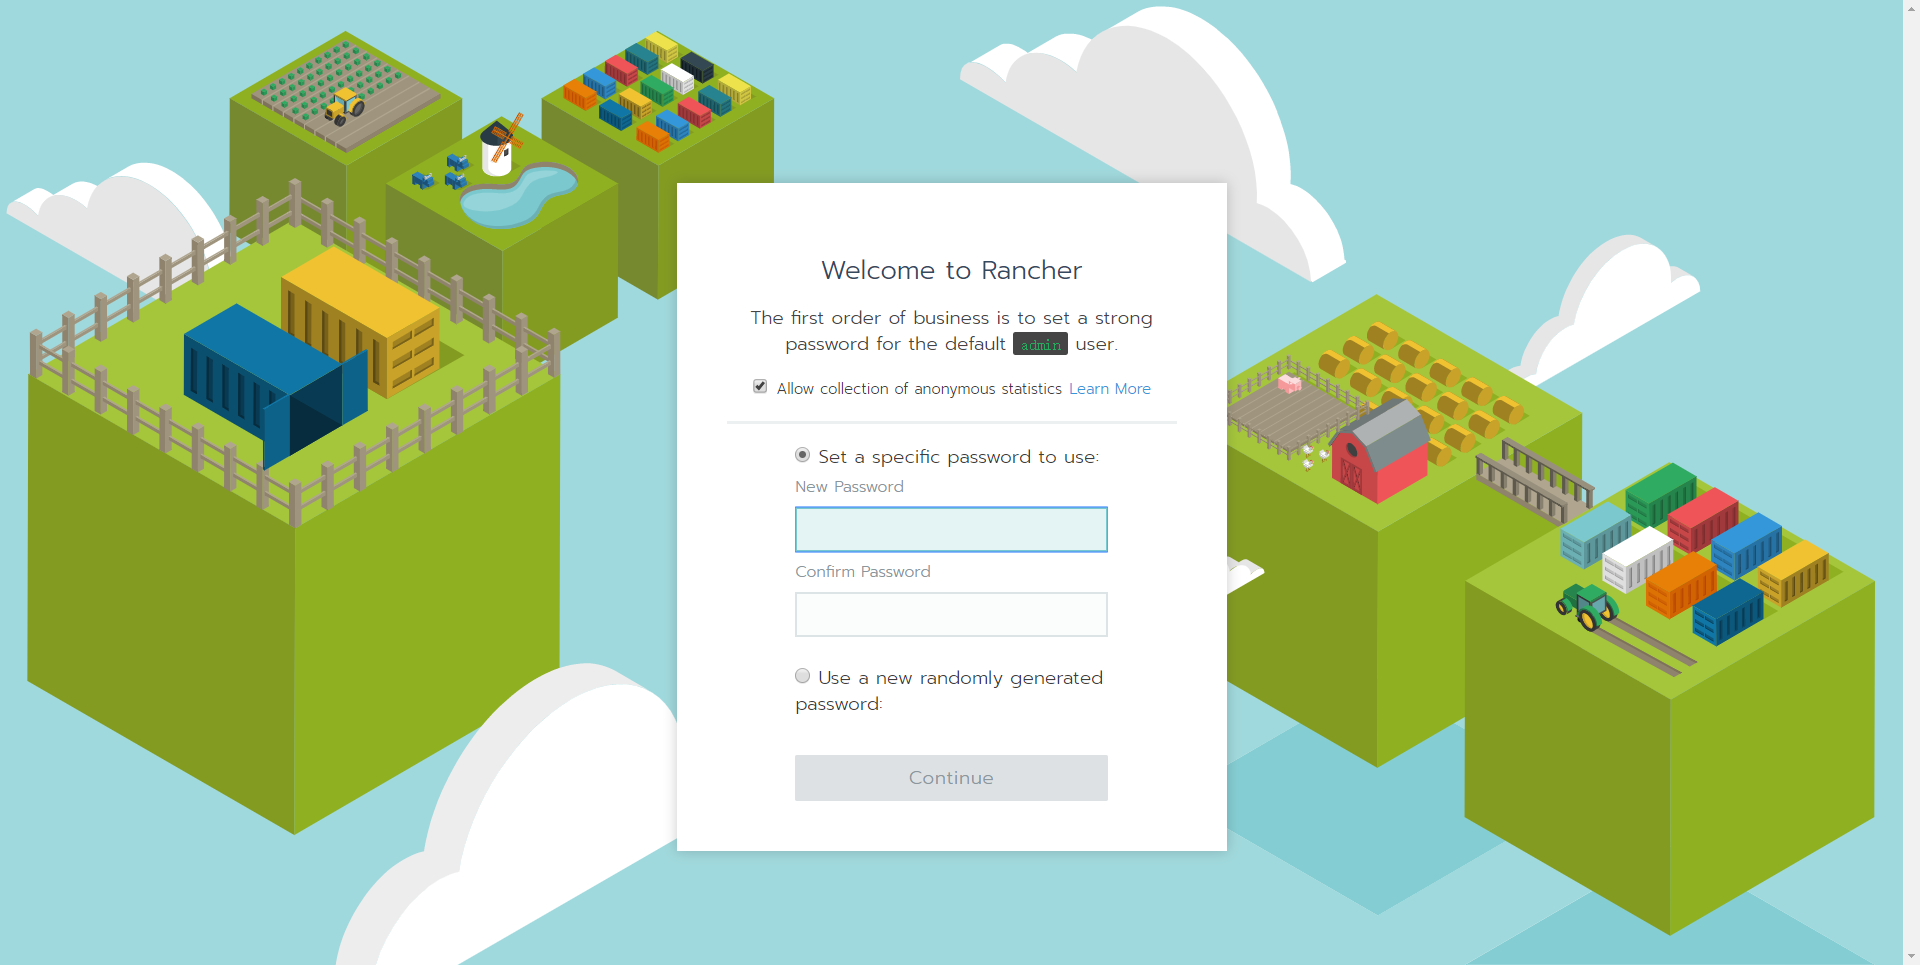 Welcome to Rancher
The first order of business is to set a strong
password for the default admin user.
Allow collection of anonymous statistics Learn More
Set a specific password to use:
New Password
Confirm Password
Use a new randomly generated
password:
Continue